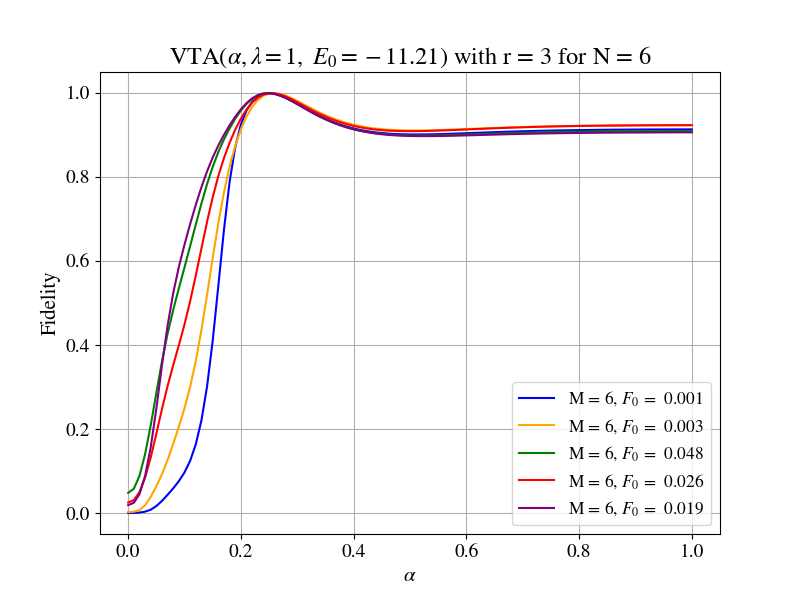 VTA(α, λ = 1, E₀ = −11.21) with r = 3 for N = 6
Fidelity
1.0
0.8
0.6
0.4
0.2
0.0
0.0 0.2 0.4 0.6 0.8 1.0
α
M = 6, F₀ = 0.001
M = 6, F₀ = 0.003
M = 6, F₀ = 0.048
M = 6, F₀ = 0.026
M = 6, F₀ = 0.019